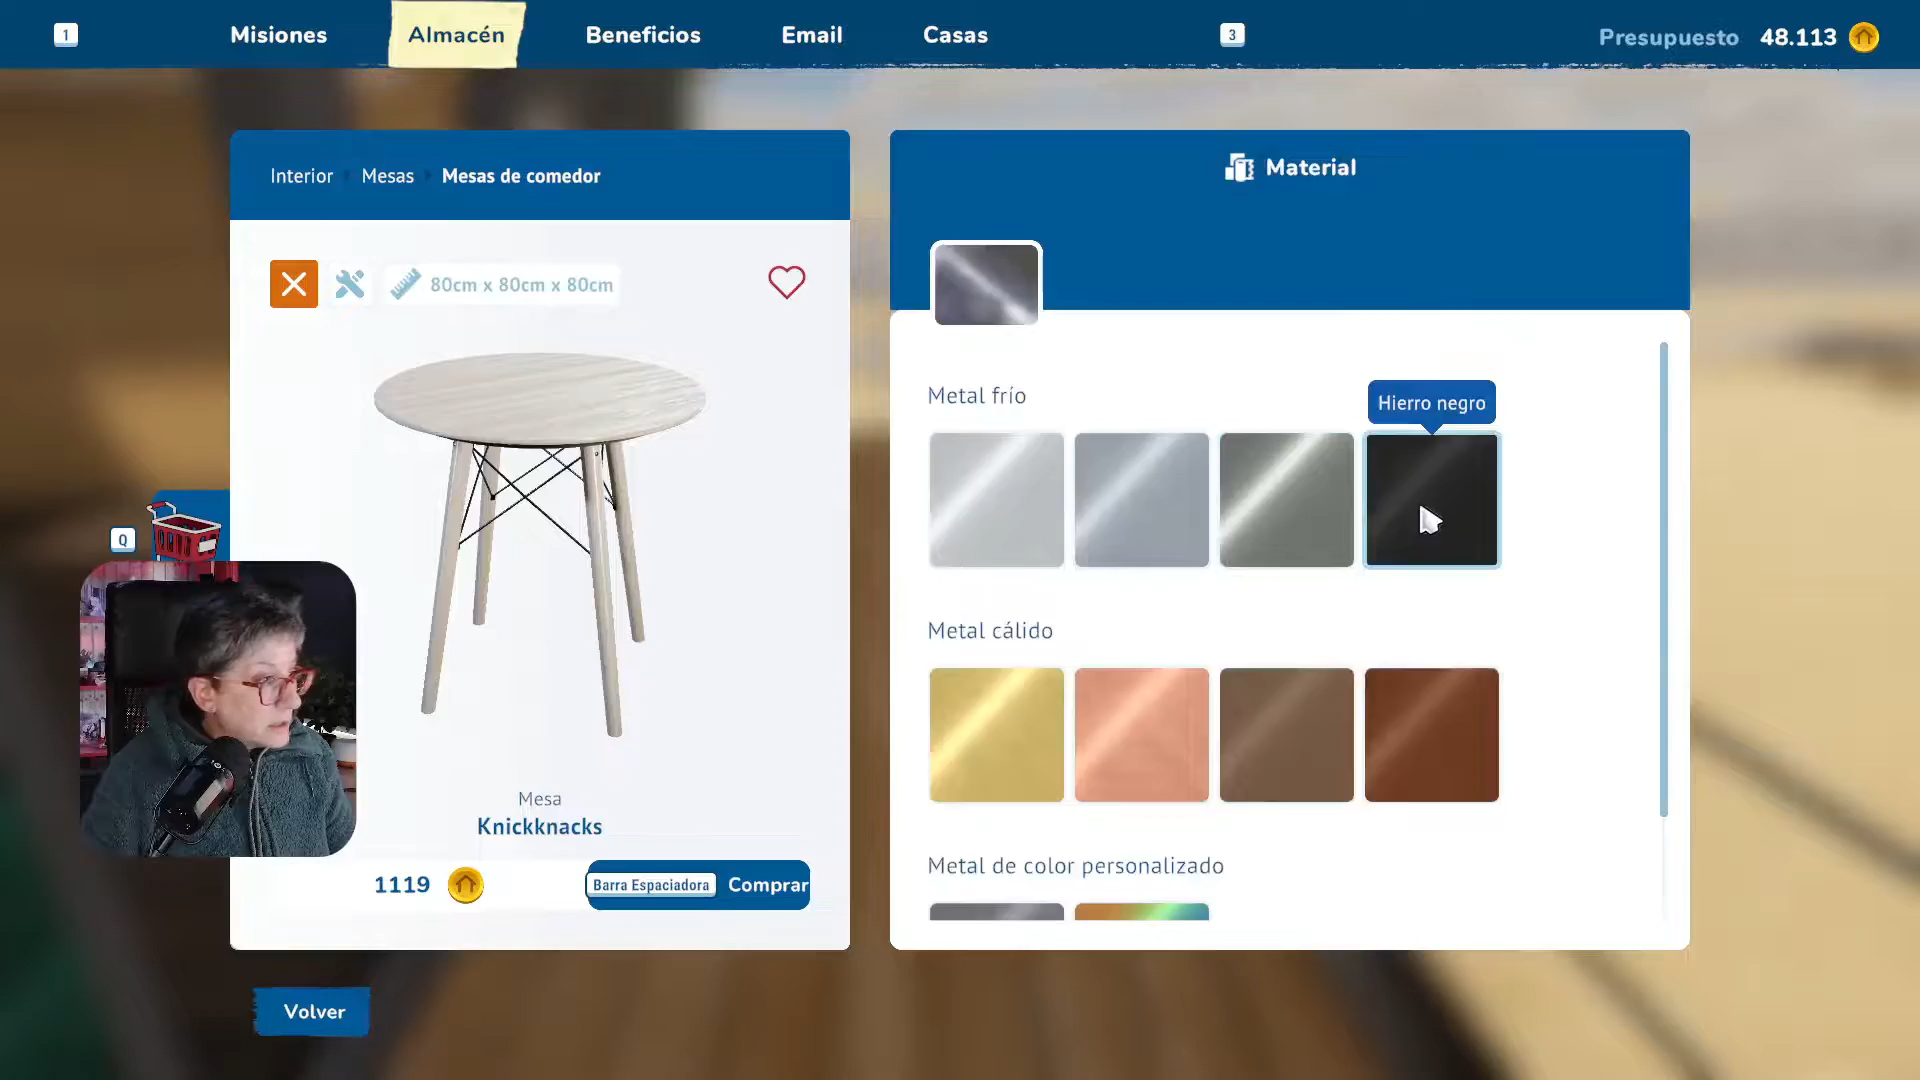 1
Misiones
Almacén
Beneficios
Email
Casas
3
Presupuesto 48.113
Interior Mesas Mesas de comedor
80cm x 80cm x 80cm
Mesa
Knickknacks
1119
Barra Espaciadora Comprar
Q
Volver
Material
Metal frío
Hierro negro
Metal cálido
Metal de color personalizado